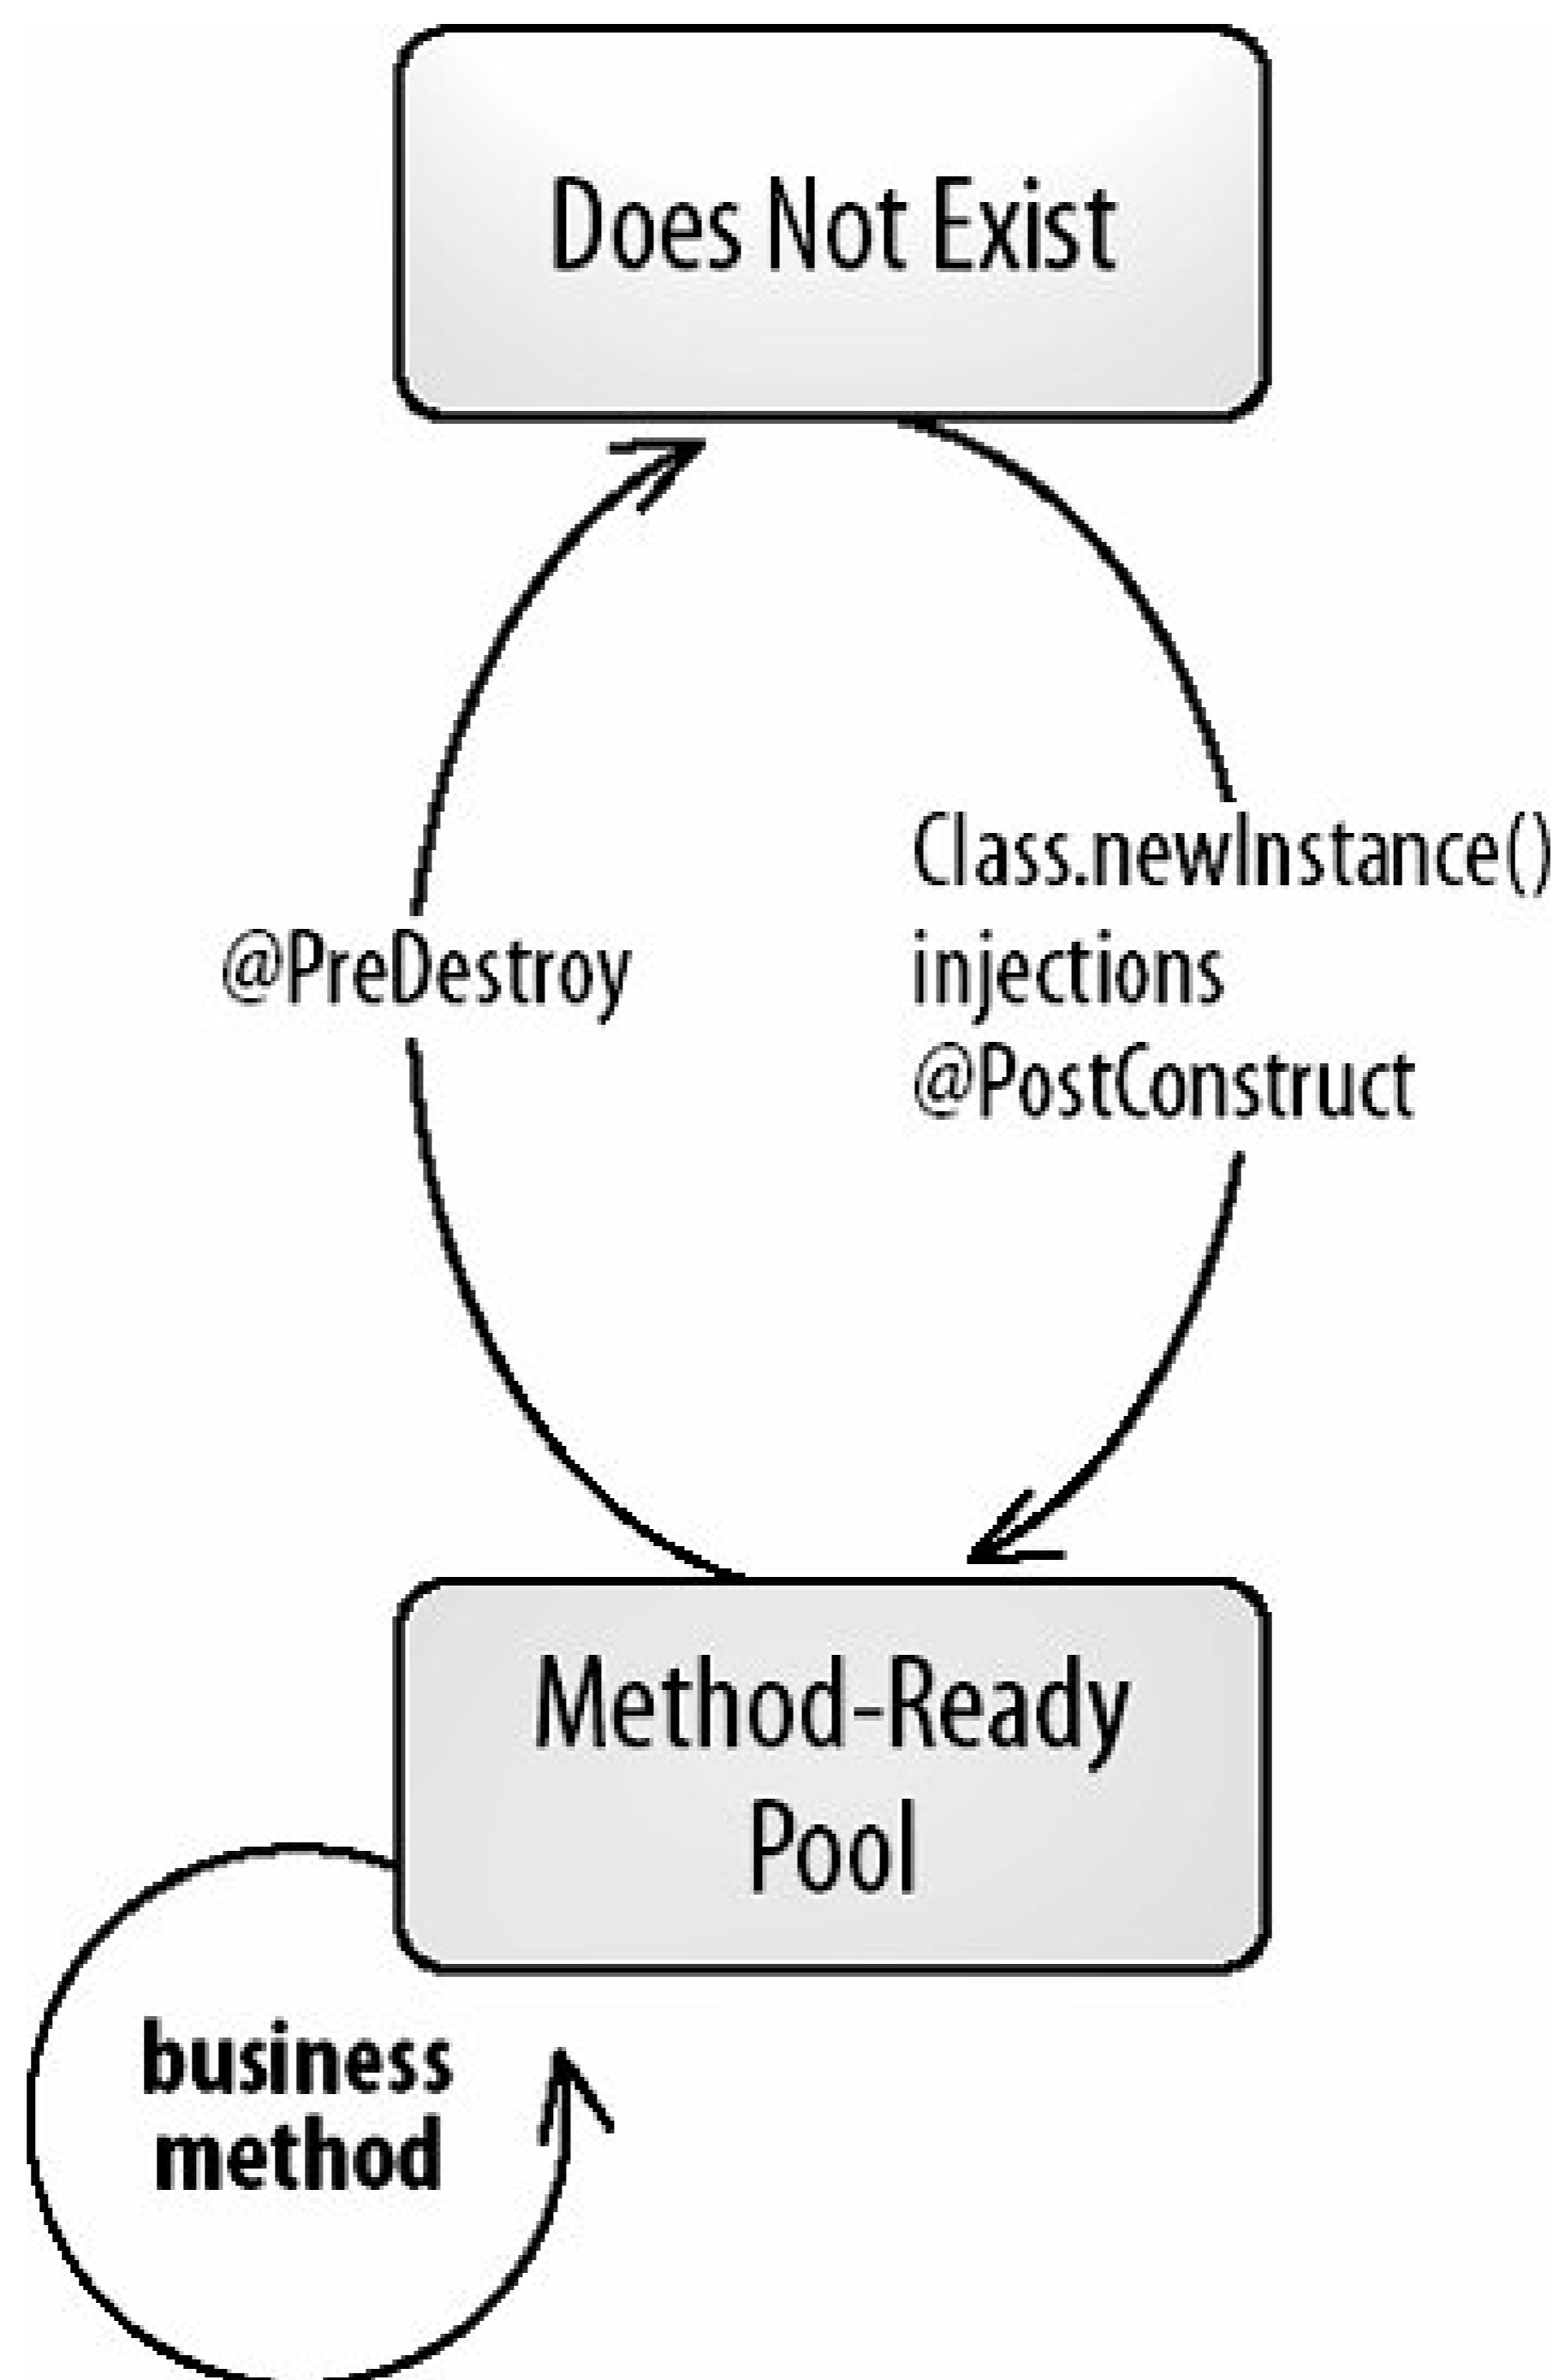 Does Not Exist
Class.newInstance()
injections
@PostConstruct
@PreDestroy
Method-Ready
Pool
business
method